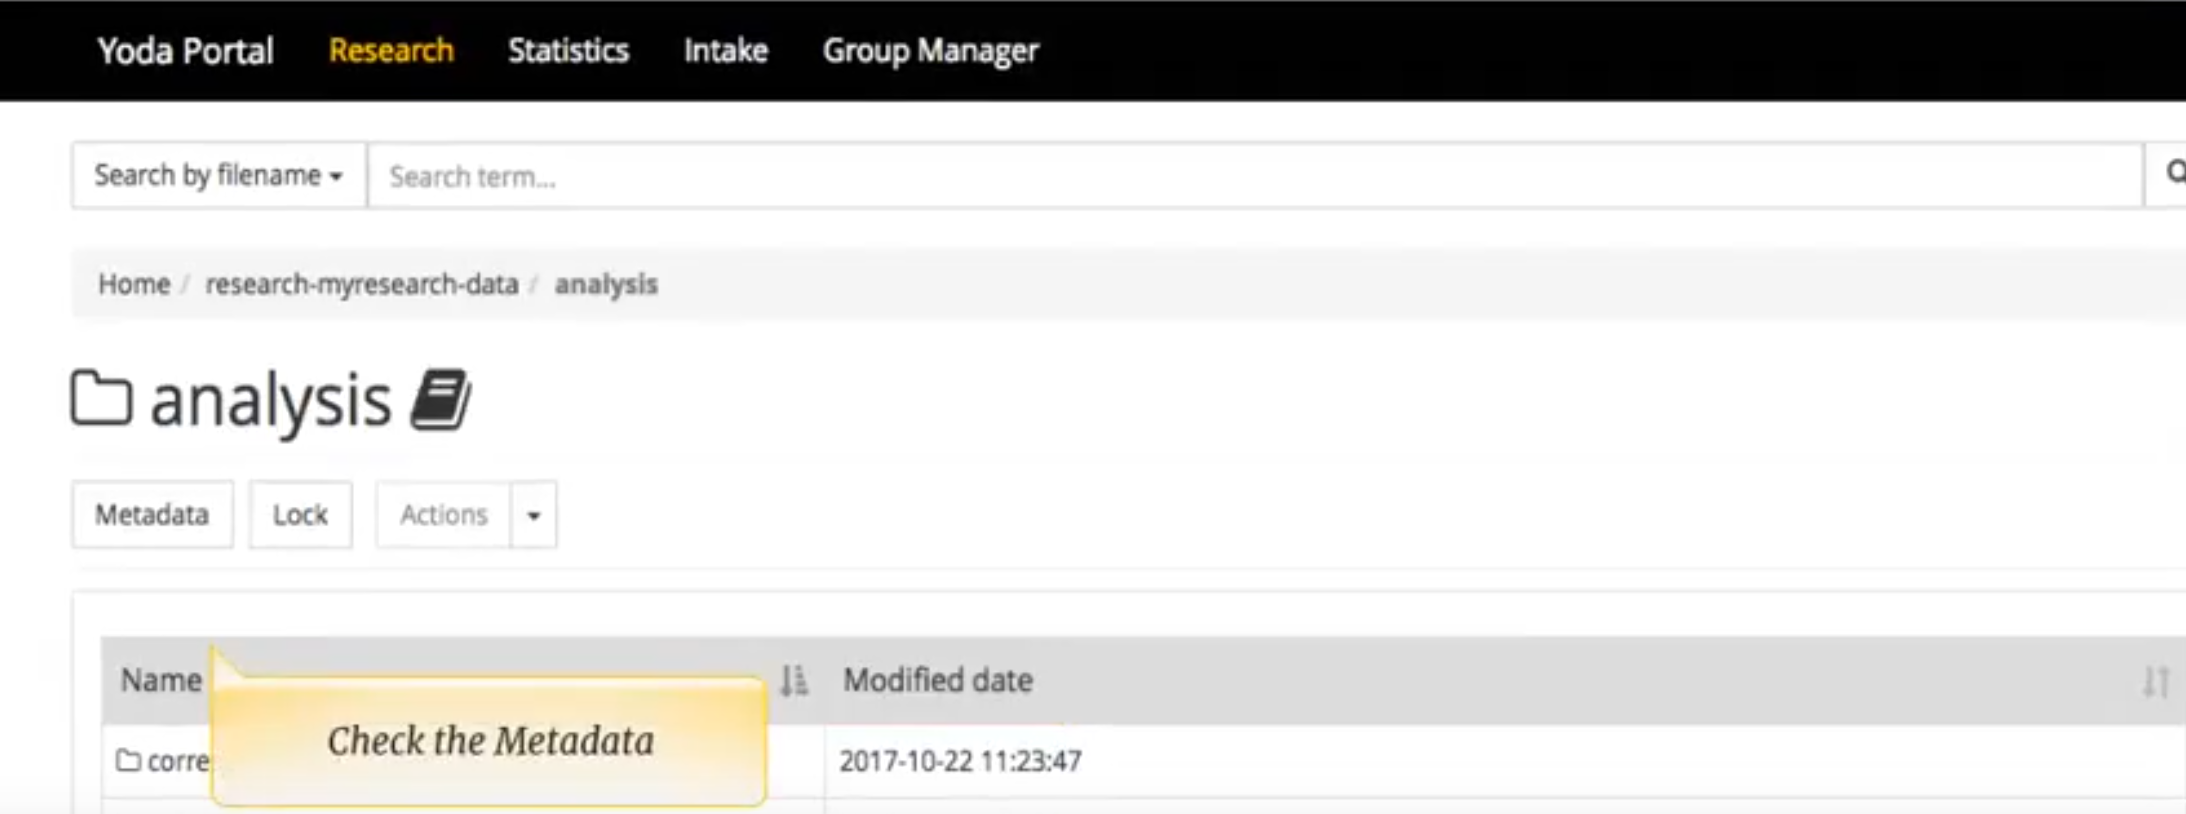 Yoda Portal Research Statistics Intake Group Manager
Search by filename Search term...
Home / research-myresearch-data / analysis
analysis
Metadata Lock Actions
Name Modified date
Check the Metadata
corre 2017-10-22 11:23:47